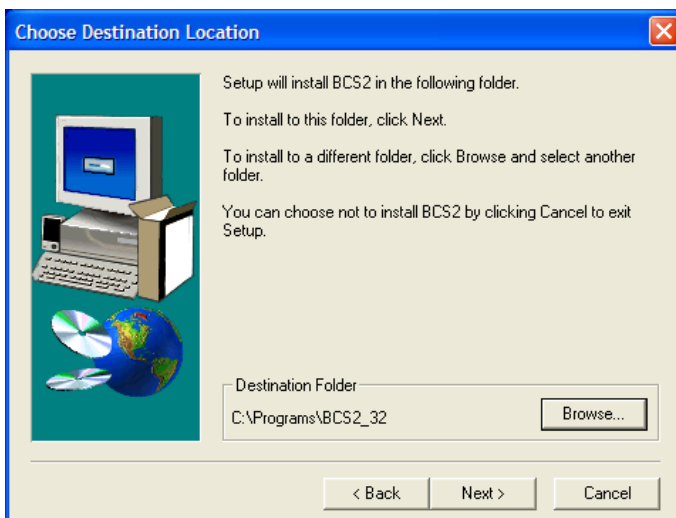 Choose Destination Location
Setup will install BCS2 in the following folder.
To install to this folder, click Next.
To install to a different folder, click Browse and select another
folder.
You can choose not to install BCS2 by clicking Cancel to exit
Setup.
Destination Folder
C:\Programs\BCS2_32
Browse...
< Back
Next >
Cancel